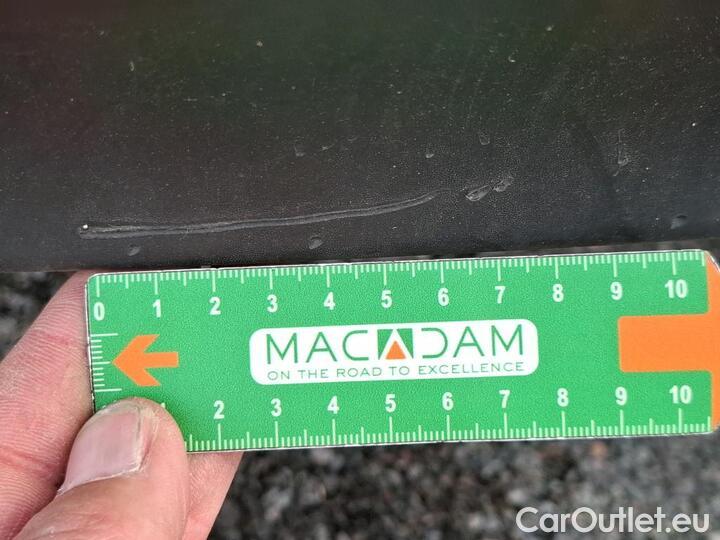 0 1 2 3 4 5 6 7 8 9 10
MACADAM
ON THE ROAD TO EXCELLENCE
2 3 4 5 6 7 8 9 10
CarOutlet.eu